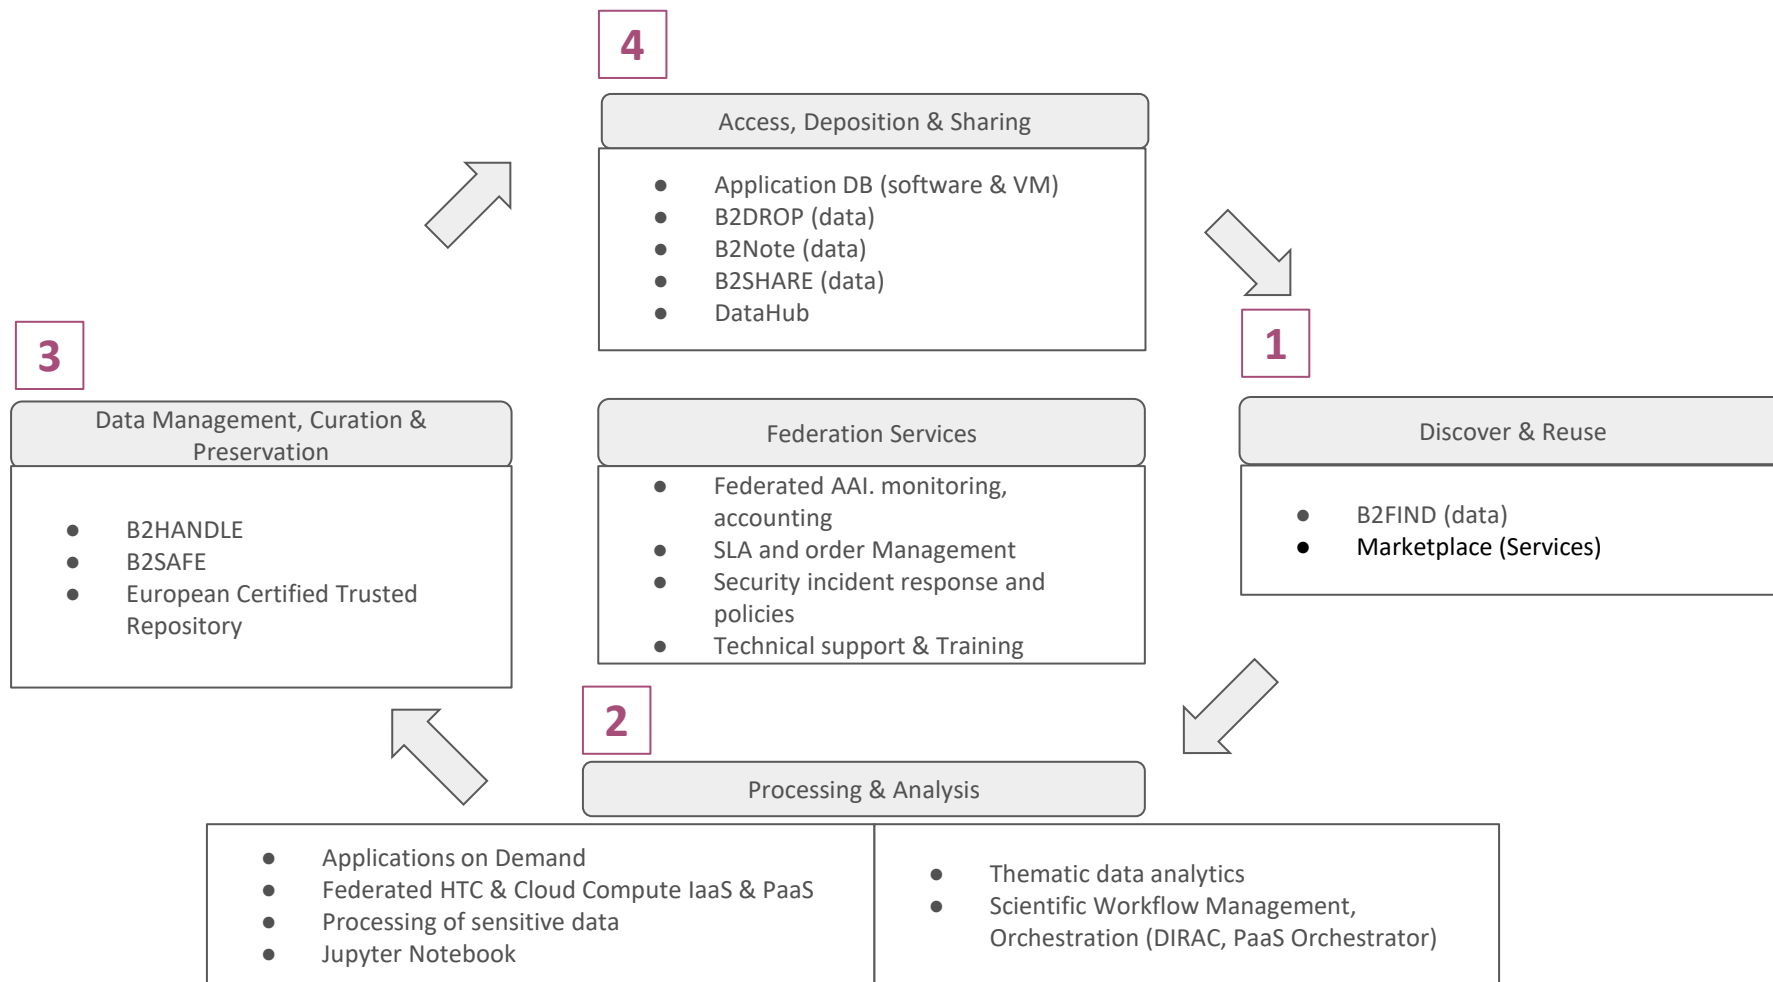 4
Access, Deposition & Sharing
● Application DB (software & VM)
● B2DROP (data)
● B2Note (data)
● B2SHARE (data)
● DataHub
3
Data Management, Curation &
Preservation
● B2HANDLE
● B2SAFE
● European Certified Trusted
Repository
Federation Services
● Federated AAI. monitoring,
accounting
● SLA and order Management
● Security incident response and
policies
● Technical support & Training
1
Discover & Reuse
● B2FIND (data)
● Marketplace (Services)
2
Processing & Analysis
● Applications on Demand
● Federated HTC & Cloud Compute IaaS & PaaS
● Processing of sensitive data
● Jupyter Notebook
● Thematic data analytics
● Scientific Workflow Management,
Orchestration (DIRAC, PaaS Orchestrator)